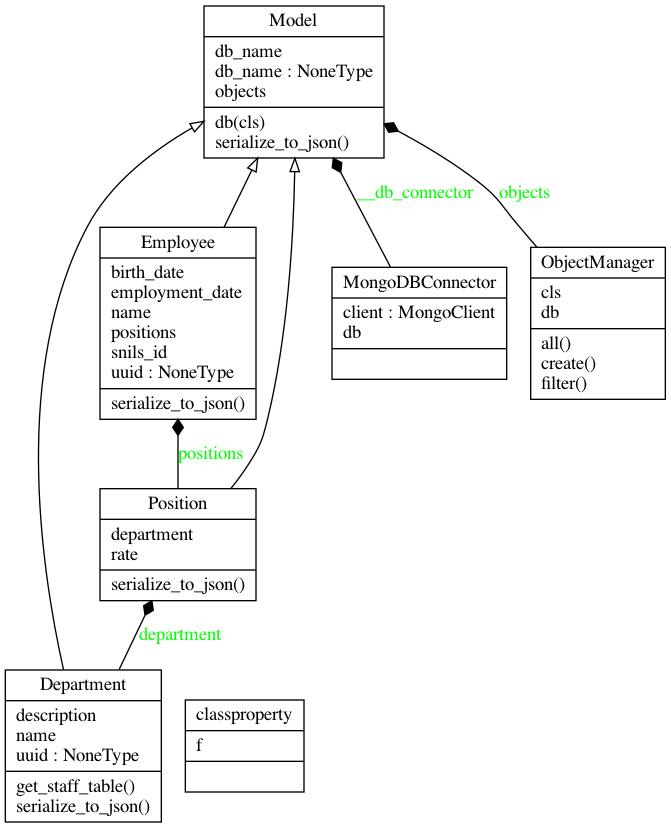 Model
db_name
db_name : NoneType
objects
db(cls)
serialize_to_json()
__db_connector
objects
Employee
birth_date
employment_date
name
positions
snils_id
uuid : NoneType
serialize_to_json()
MongoDBConnector
client : MongoClient
db
ObjectManager
cls
db
all()
create()
filter()
positions
Position
department
rate
serialize_to_json()
department
Department
description
name
uuid : NoneType
get_staff_table()
serialize_to_json()
classproperty
f